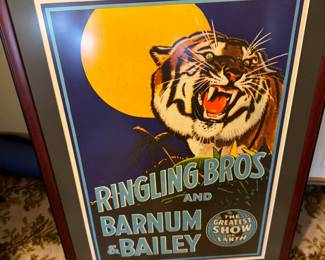 RINGLING BROS
AND
BARNUM
& BAILEY
THE
GREATEST
SHOW
ON
EARTH